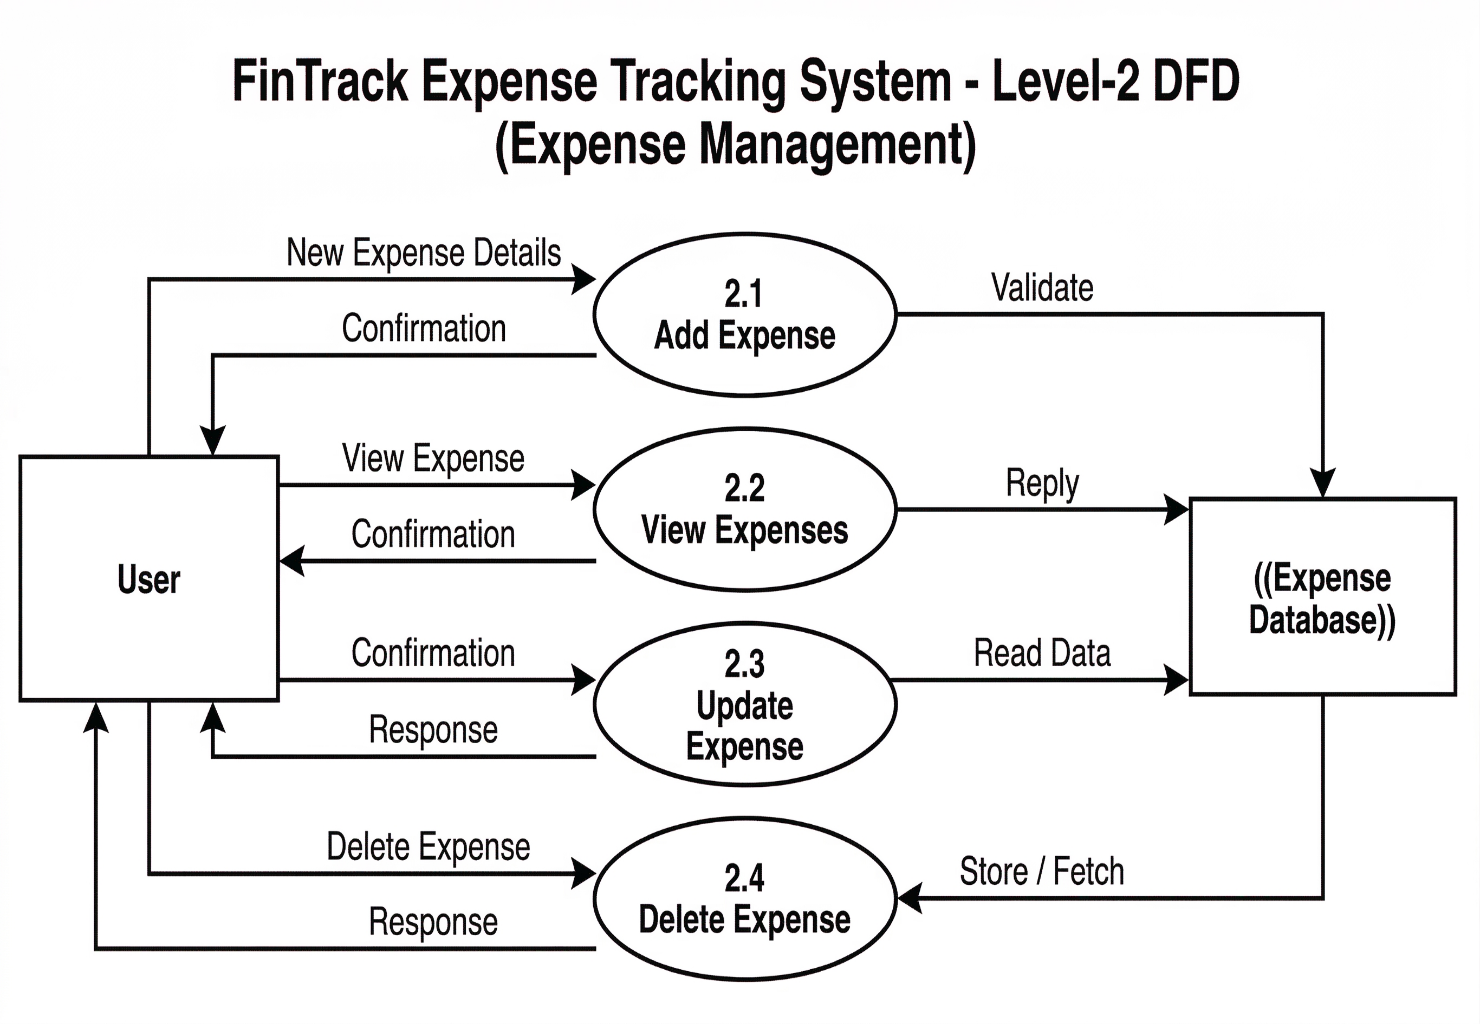 FinTrack Expense Tracking System - Level-2 DFD
(Expense Management)
New Expense Details
Confirmation
2.1
Add Expense
Validate
View Expense
Confirmation
2.2
View Expenses
Reply
User
((Expense
Database))
Confirmation
Response
2.3
Update
Expense
Read Data
Delete Expense
Response
2.4
Delete Expense
Store / Fetch